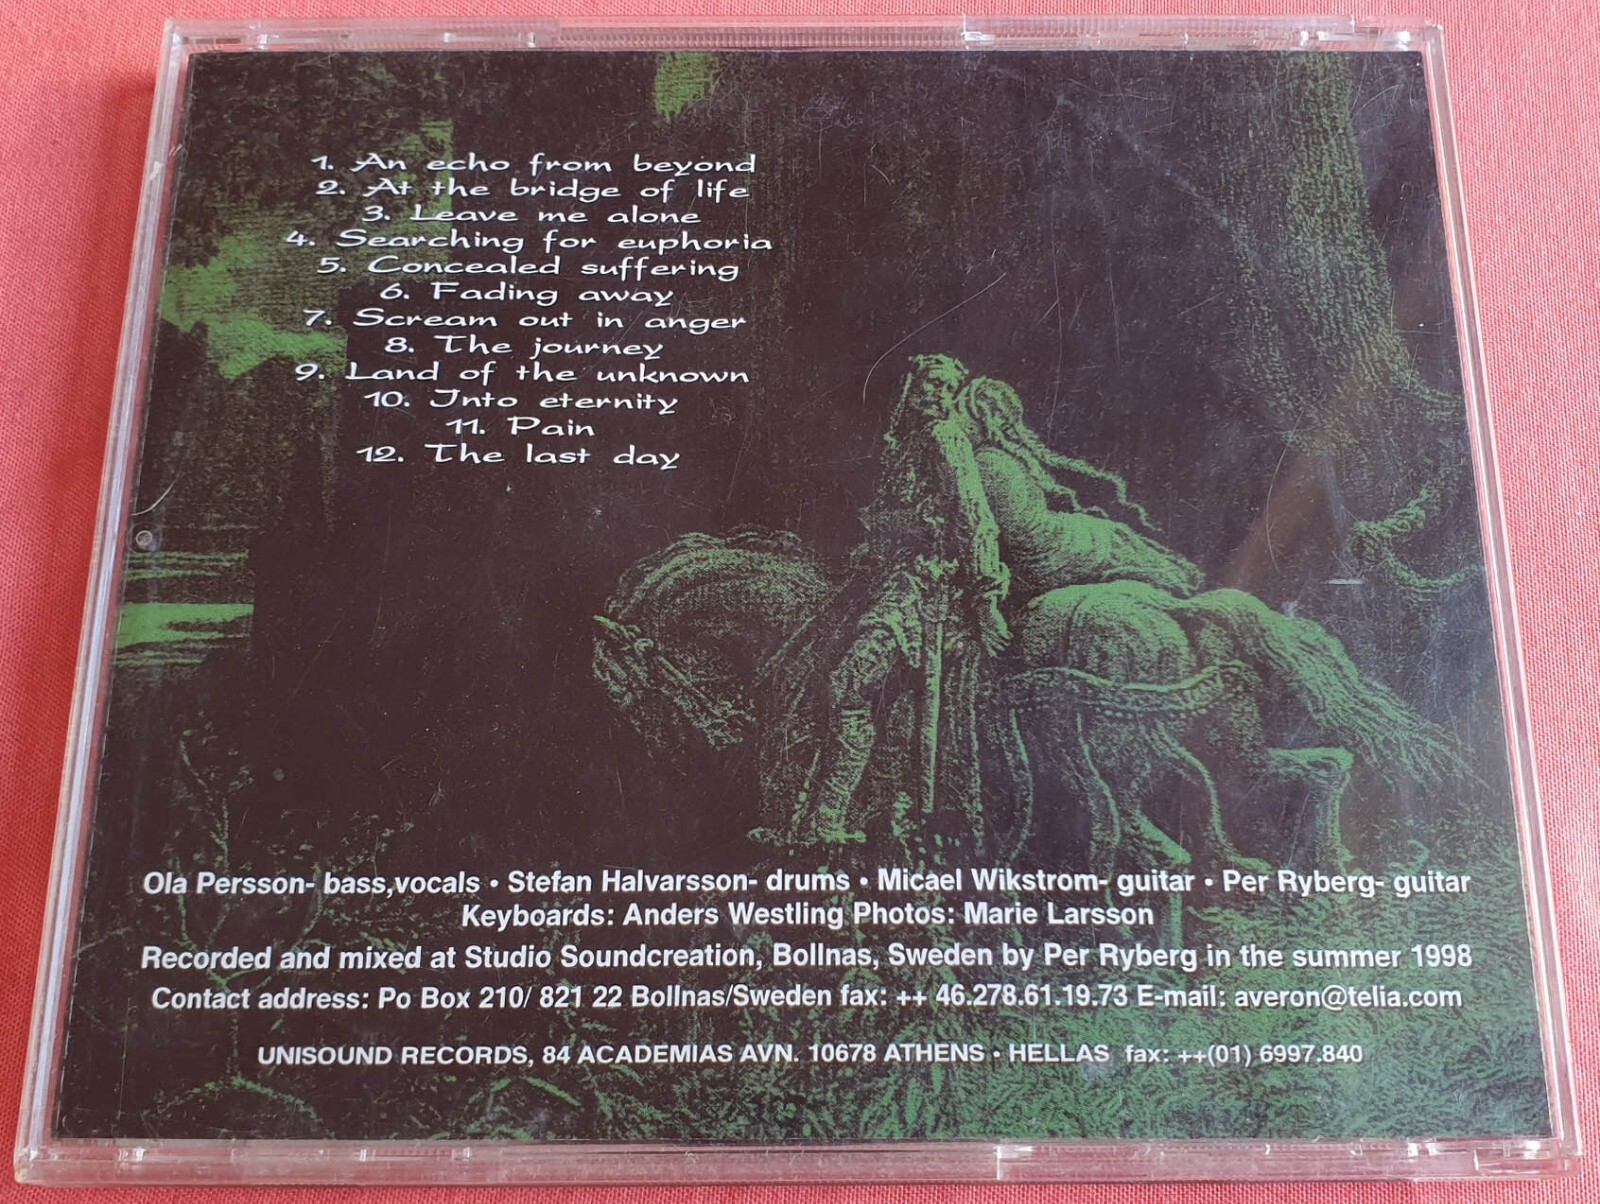 1. An echo from beyond
2. At the bridge of life
3. Leave me alone
4. Searching for euphoria
5. Concealed suffering
6. Fading away
7. Scream out in anger
8. The journey
9. Land of the unknown
10. Into eternity
11. Pain
12. The last day
Ola Persson- bass,vocals • Stefan Halvarsson- drums • Micael Wikstrom- guitar • Per Ryberg- guitar
Keyboards: Anders Westling Photos: Marie Larsson
Recorded and mixed at Studio Soundcreation, Bollnas, Sweden by Per Ryberg in the summer 1998
Contact address: Po Box 210/ 821 22 Bollnas/Sweden fax: ++ 46.278.61.19.73 E-mail: averon@telia.com
UNISOUND RECORDS, 84 ACADEMIAS AVN. 10678 ATHENS • HELLAS fax: ++(01) 6997.840